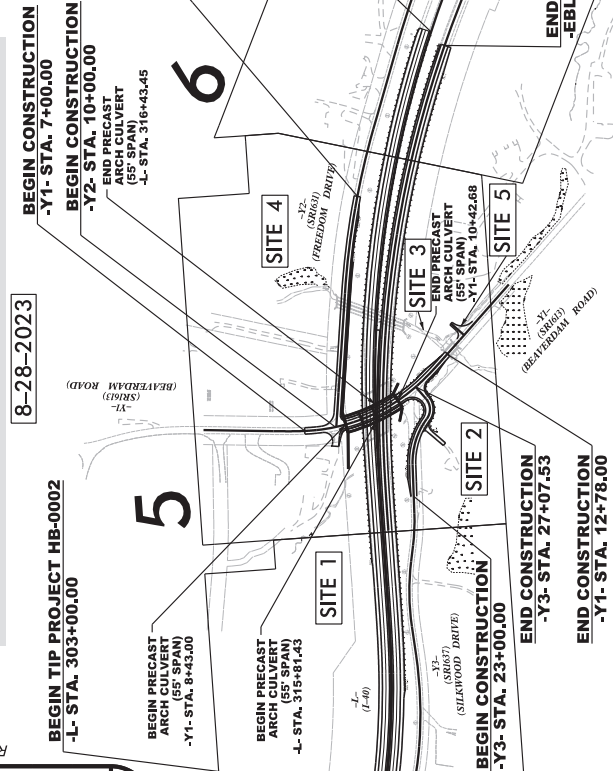 8-28-2023
BEGIN TIP PROJECT HB-0002
-L- STA. 303+00.00
BEGIN PRECAST
ARCH CULVERT
(55' SPAN)
-Y1- STA. 8+43.00
BEGIN PRECAST
ARCH CULVERT
(55' SPAN)
-L- STA. 315+81.43
BEGIN CONSTRUCTION
-Y1- STA. 7+00.00
BEGIN CONSTRUCTION
-Y2- STA. 10+00.00
END PRECAST
ARCH CULVERT
(55' SPAN)
-L- STA. 316+43.45
5
6
-Y1-
(SR1613)
(BEAVERDAM ROAD)
SITE 4
-Y2-
(SR1631)
(FREEDOM DRIVE)
SITE 1
SITE 3
END PRECAST
ARCH CULVERT
(55' SPAN)
-Y1- STA. 10+42.68
SITE 5
-Y1-
(SR1613)
(BEAVERDAM ROAD)
SITE 2
-L-
(I-40)
-Y3-
(SR1637)
(SILKWOOD DRIVE)
BEGIN CONSTRUCTION
-Y3- STA. 23+00.00
END CONSTRUCTION
-Y3- STA. 27+07.53
END CONSTRUCTION
-Y1- STA. 12+78.00
END
-EBL